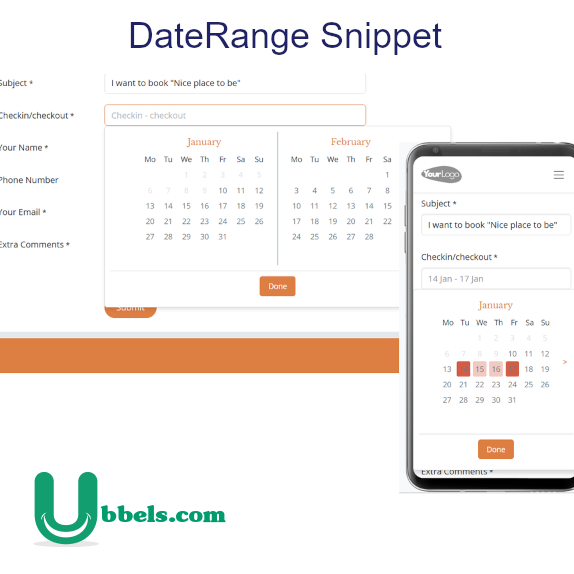 DateRange Snippet
Subject *
I want to book "Nice place to be"
Checkin/checkout *
Checkin - checkout
Your Name *
Phone Number
Your Email *
Extra Comments *
January
Mo Tu We Th Fr Sa Su
1 2 3 4 5
6 7 8 9 10 11 12
13 14 15 16 17 18 19
20 21 22 23 24 25 26
27 28 29 30 31
February
Mo Tu We Th Fr Sa
1
3 4 5 6 7 8
10 11 12 13 14 15
17 18 19 20 21 22
24 25 26 27 28
Done
Submit
YourLogo
Subject *
I want to book "Nice place to be"
Checkin/checkout *
14 Jan - 17 Jan
January
Mo Tu We Th Fr Sa Su
1 2 3 4 5
6 7 8 9 10 11 12
13 14 15 16 17 18 19 >
20 21 22 23 24 25 26
27 28 29 30 31
Done
Extra Comments *
Ubbels.com